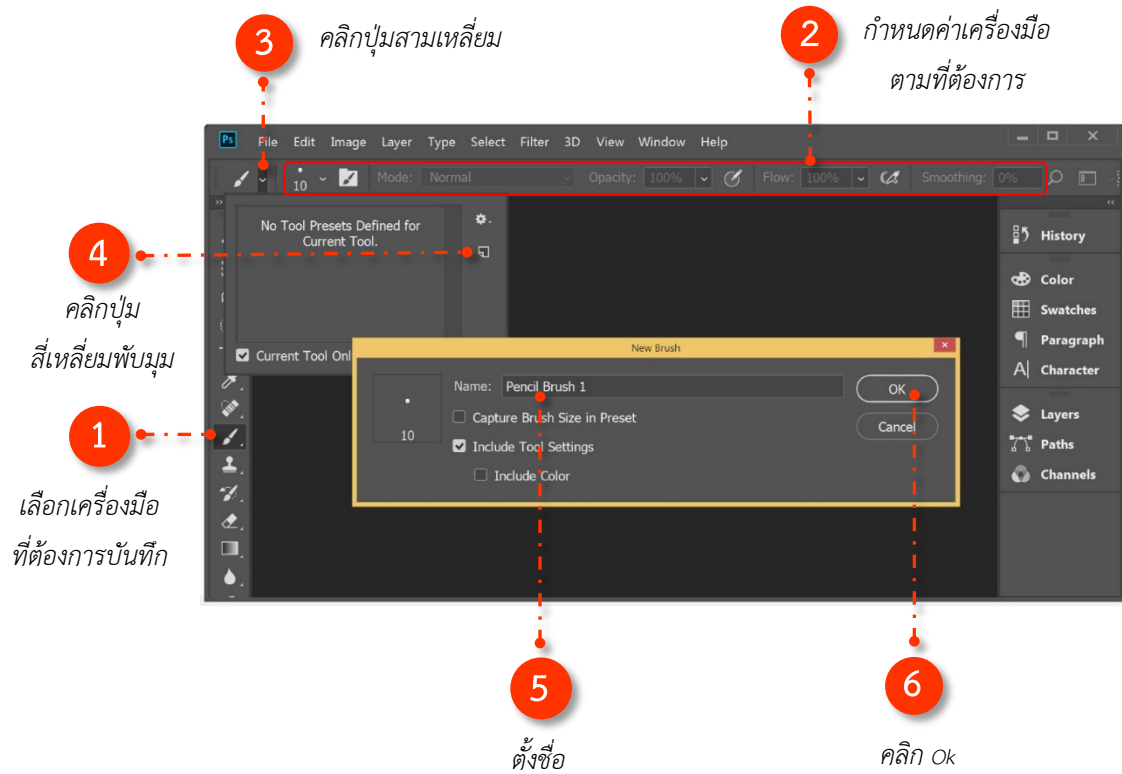 3
คลิกปุ่มสามเหลี่ยม
2
กำหนดค่าเครื่องมือ
ตามที่ต้องการ
Ps File Edit Image Layer Type Select Filter 3D View Window Help
10 Mode: Normal Opacity: 100% Flow: 100% Smoothing: 0%
No Tool Presets Defined for
Current Tool.
Current Tool Onl
4
คลิกปุ่ม
สี่เหลี่ยมพับมุม
1
เลือกเครื่องมือ
ที่ต้องการบันทึก
New Brush
Name: Pencil Brush 1
OK
Capture Brush Size in Preset
Cancel
10
Include Tool Settings
Include Color
History
Color
Swatches
Paragraph
Character
Layers
Paths
Channels
5
ตั้งชื่อ
6
คลิก Ok